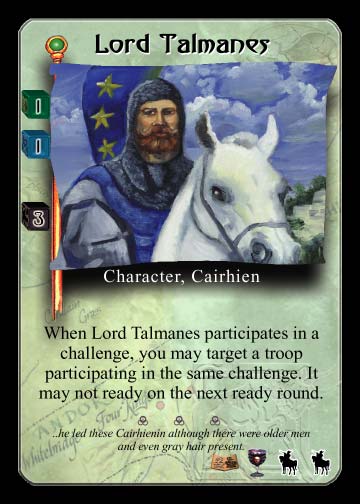 Lord Talmanes
1
1
3
Character, Cairhien
When Lord Talmanes participates in a
challenge, you may target a troop
participating in the same challenge. It
may not ready on the next ready round.
..he led these Cairhienin although there were older men
and even gray hair present.